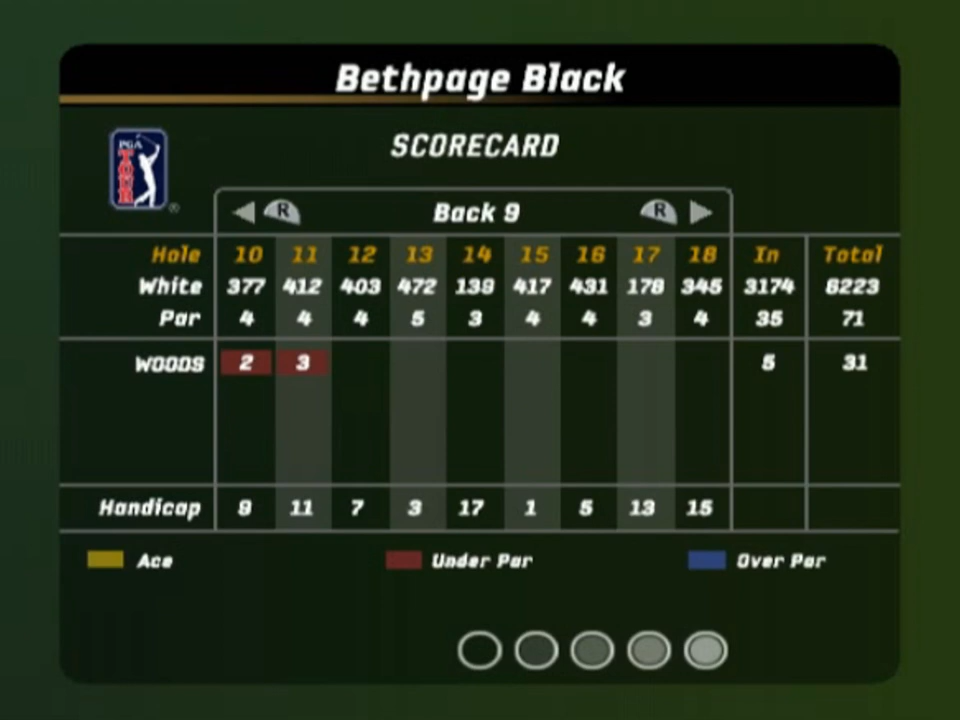 Bethpage Black
PGA TOUR ®
SCORECARD
R Back 9 R
Hole 10 11 12 13 14 15 16 17 18 In Total
White 377 412 403 472 139 417 431 178 345 3174 6223
Par 4 4 4 5 3 4 4 3 4 35 71
WOODS 2 3 5 31
Handicap 9 11 7 3 17 1 5 13 15
Ace Under Par Over Par